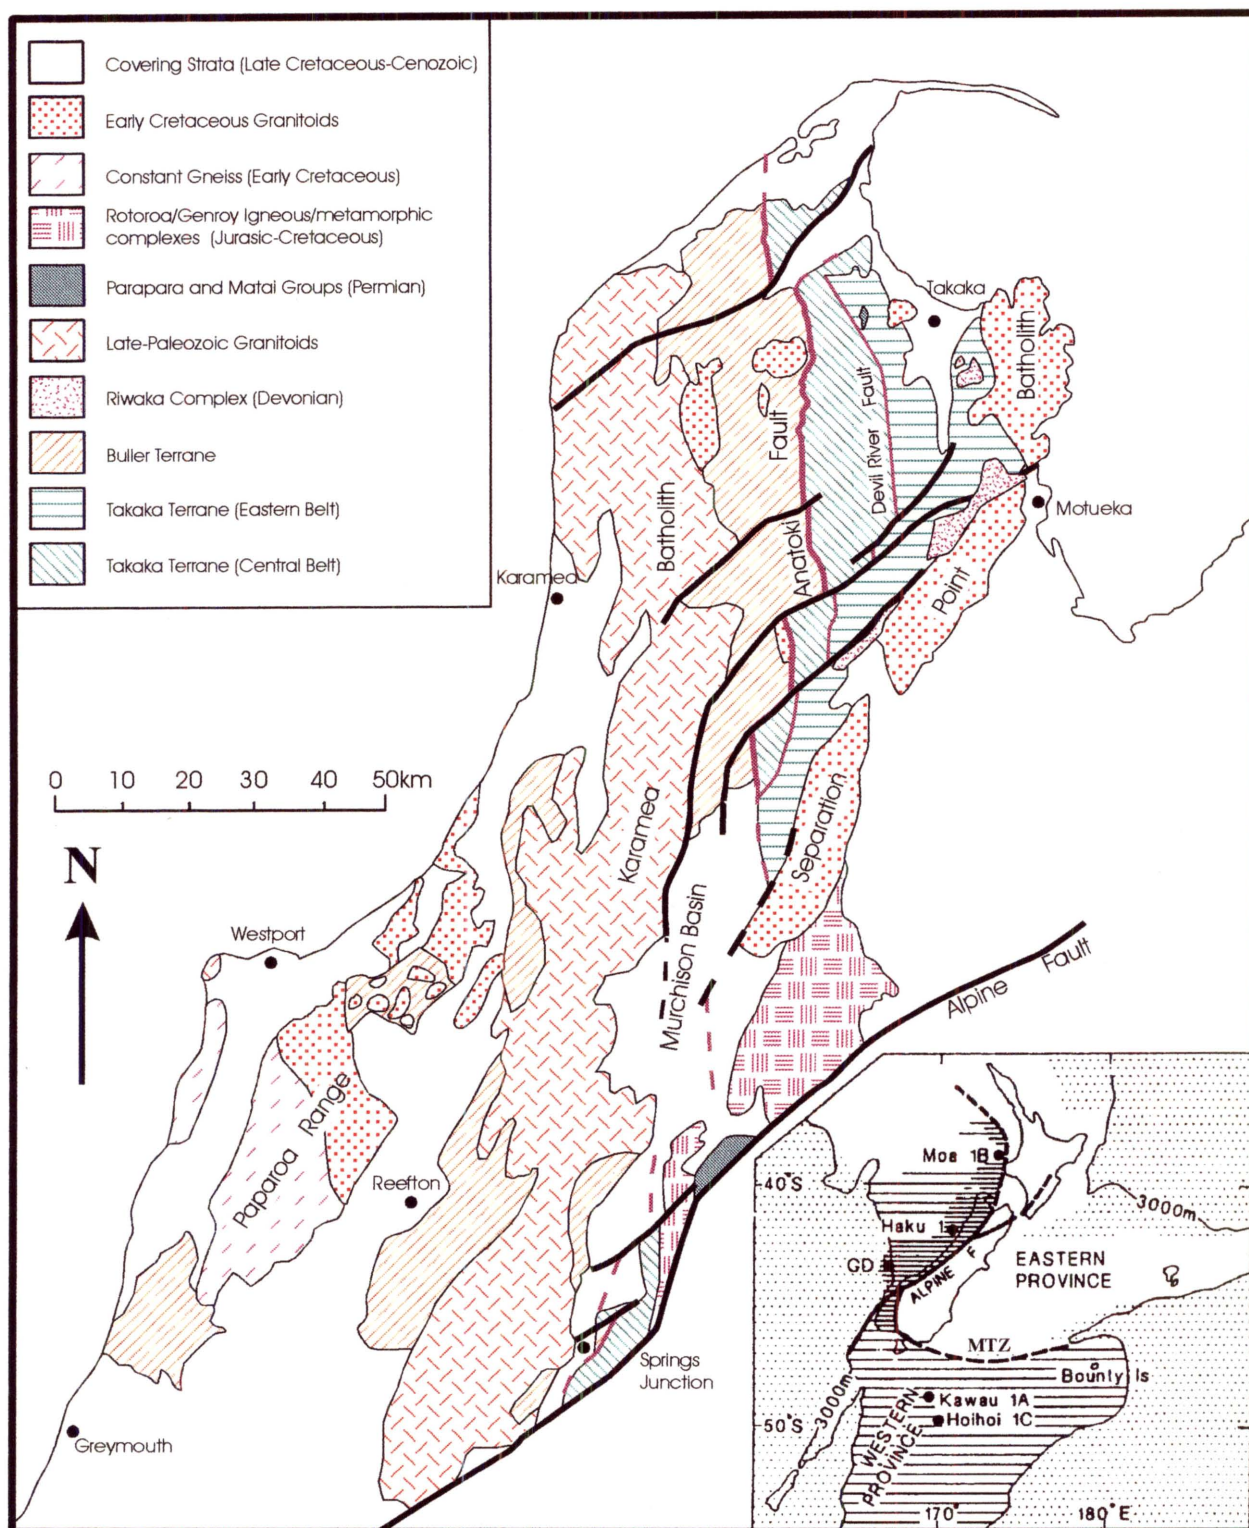 Covering Strata (Late Cretaceous-Cenozoic)
Early Cretaceous Granitoids
Constant Gneiss (Early Cretaceous)
Rotoroa/Genroy Igneous/metamorphic
complexes (Jurasic-Cretaceous)
Parapara and Matai Groups (Permian)
Late-Paleozoic Granitoids
Riwaka Complex (Devonian)
Buller Terrane
Takaka Terrane (Eastern Belt)
Takaka Terrane (Central Belt)
Takaka
Batholith
Fault
Devil River Fault
Motueka
Batholith
Anatoki
Point
Karamea
0 10 20 30 40 50km
N
Karamea
Separation
Murchison Basin
Westport
Alpine Fault
Paparoa Range
Reefton
Springs
Junction
Greymouth
Moa 1B
40°S
Haku 1
3000m
GD
ALPINE F
EASTERN
PROVINCE
MTZ
Bounty Is
3000m
Kawau 1A
Hoihoi 1C
50°S
WESTERN
PROVINCE
170°
180°E